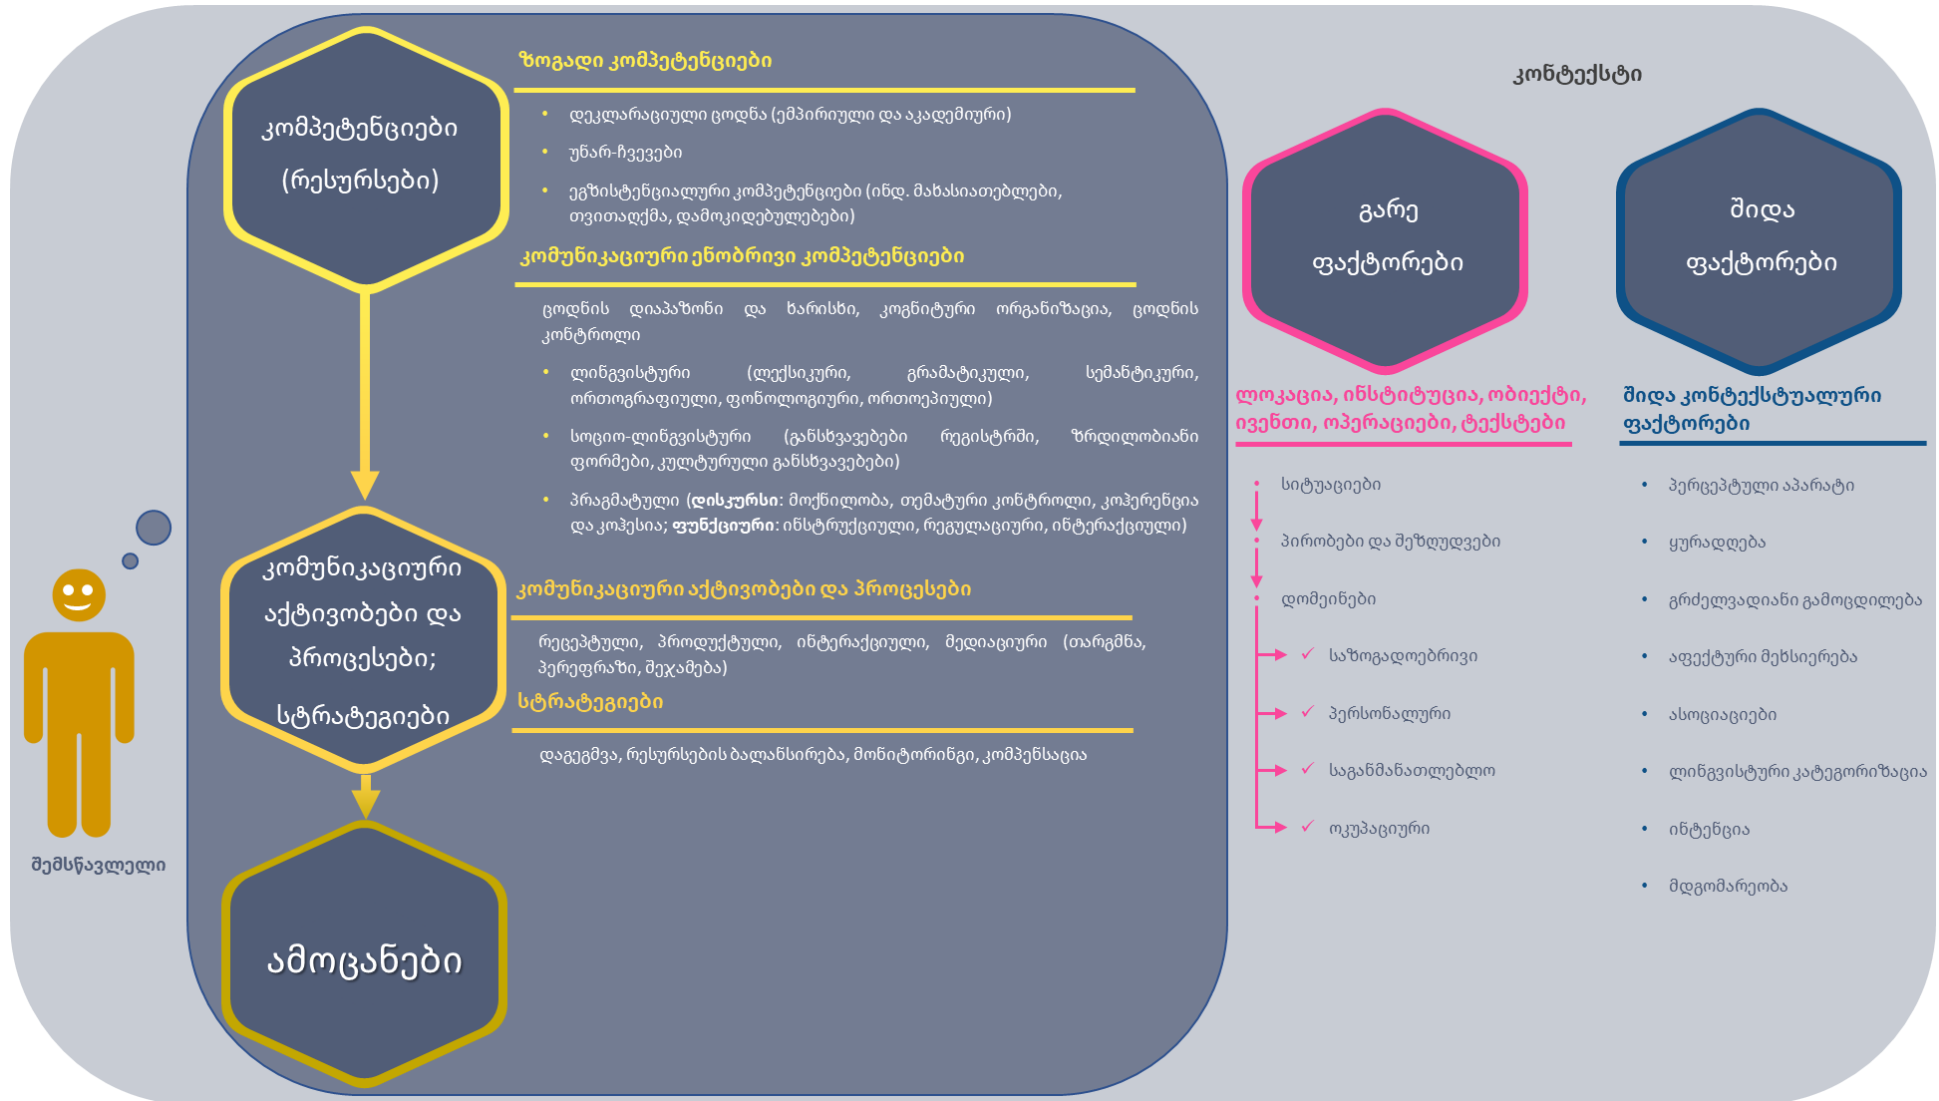 კომპეტენციები
(რესურსები)
ზოგადი კომპეტენციები
• დეკლარაციული ცოდნა (ემპირიული და აკადემიური)
• უნარ-ჩვევები
• ეგზისტენციალური კომპეტენციები (ინდ. მახასიათებლები,
თვითაღქმა, დამოკიდებულებები)
კომუნიკაციური ენობრივი კომპეტენციები
ცოდნის დიაპაზონი და ხარისხი, კოგნიტური ორგანიზაცია, ცოდნის
კონტროლი
• ლინგვისტური (ლექსიკური, გრამატიკული, სემანტიკური,
ორთოგრაფიული, ფონოლოგიური, ორთოეპიული)
• სოციო-ლინგვისტური (განსხვავებები რეგისტრში, ზრდილობიანი
ფორმები, კულტურული განსხვავებები)
• პრაგმატული (დისკურსი: მოქნილობა, თემატური კონტროლი, კოჰერენცია
და კოჰესია; ფუნქციური: ინსტრუქციული, რეგულაციური, ინტერაქციული)
კომუნიკაციური
აქტივობები და
პროცესები;
სტრატეგიები
კომუნიკაციური აქტივობები და პროცესები
რეცეპტული, პროდუქტული, ინტერაქციული, მედიაციური (თარგმნა,
პერეფრაზი, შეჯამება)
სტრატეგიები
დაგეგმვა, რესურსების ბალანსირება, მონიტორინგი, კომპენსაცია
ამოცანები
შემსწავლელი
კონტექსტი
გარე
ფაქტორები
ლოკაცია, ინსტიტუცია, ობიექტი,
ივენთი, ოპერაციები, ტექსტები
• სიტუაციები
• პირობები და შეზღუდვები
• დომეინები
✓ საზოგადოებრივი
✓ პერსონალური
✓ საგანმანათლებლო
✓ ოკუპაციური
შიდა
ფაქტორები
შიდა კონტექსტუალური
ფაქტორები
• პერცეპტული აპარატი
• ყურადღება
• გრძელვადიანი გამოცდილება
• აფექტური მეხსიერება
• ასოციაციები
• ლინგვისტური კატეგორიზაცია
• ინტენცია
• მდგომარეობა